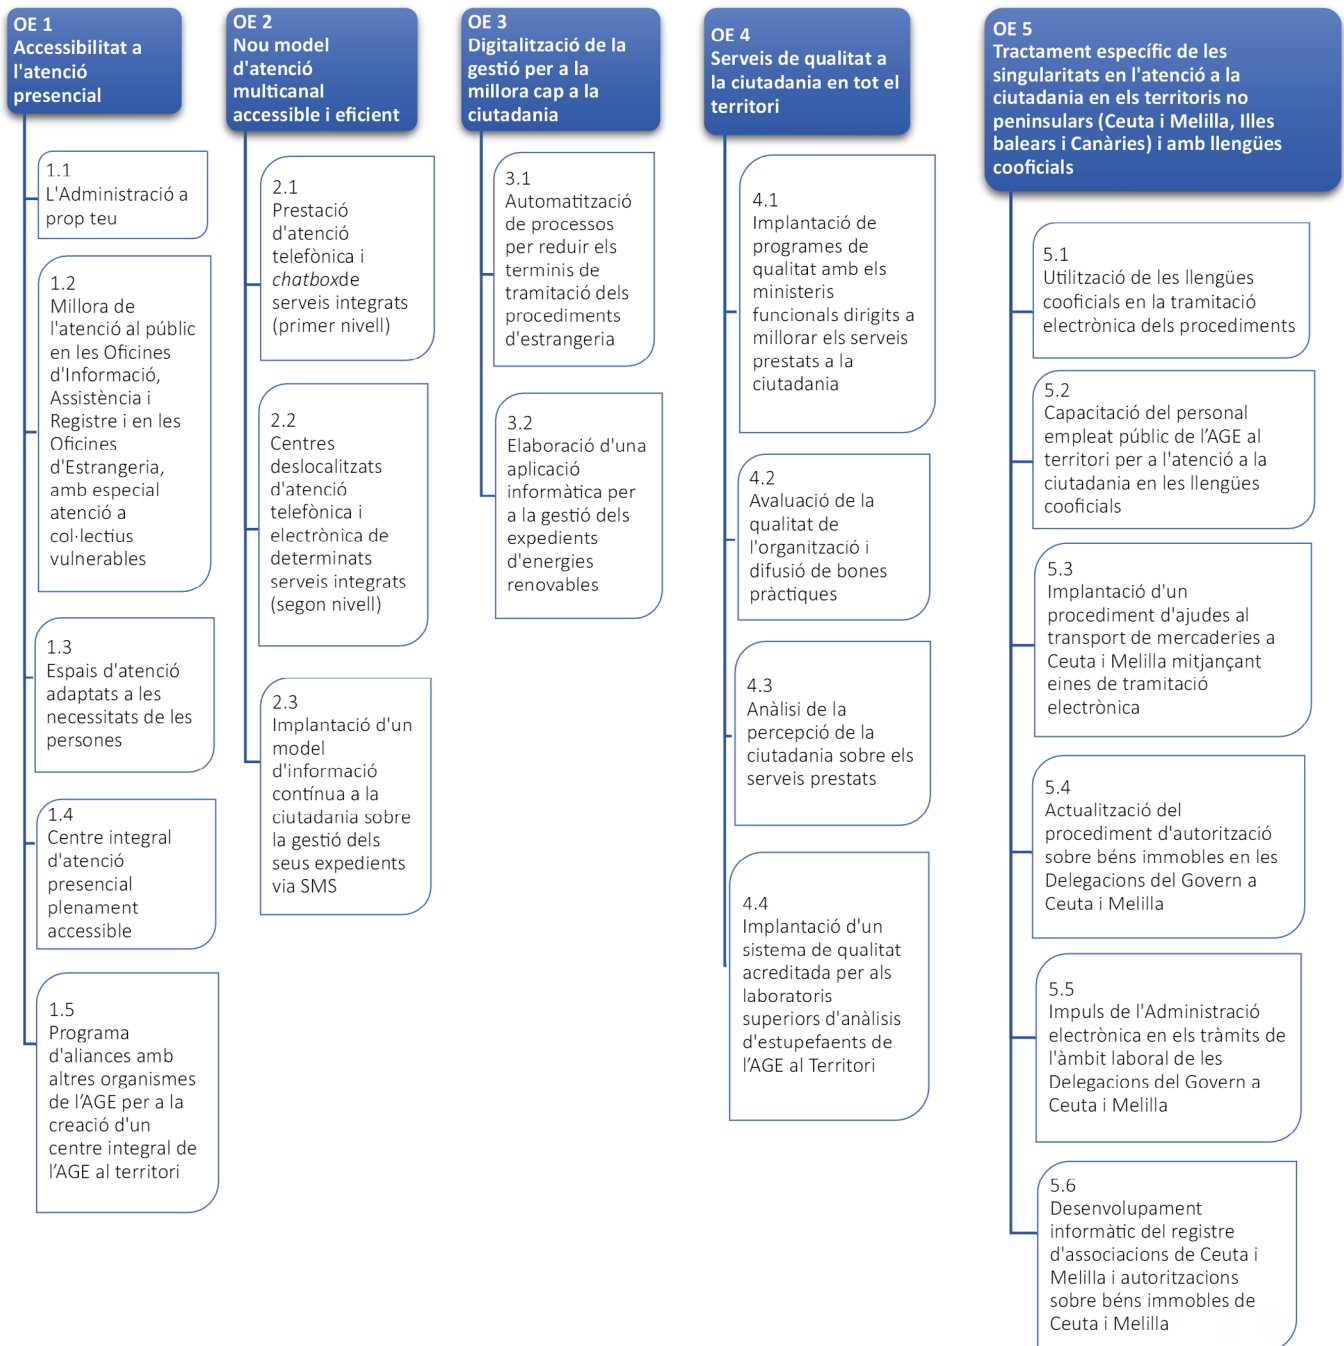 OE 1
Accessibilitat a
l'atenció
presencial
1.1
L'Administració a
prop teu
1.2
Millora de
l'atenció al públic
en les Oficines
d'Informació,
Assistència i
Registre i en les
Oficines
d'Estrangeria,
amb especial
atenció a
col·lectius
vulnerables
1.3
Espais d'atenció
adaptats a les
necessitats de les
persones
1.4
Centre integral
d'atenció
presencial
plenament
accessible
1.5
Programa
d'aliances amb
altres organismes
de l’AGE per a la
creació d'un
centre integral de
l’AGE al territori
OE 2
Nou model
d'atenció
multicanal
accessible i eficient
2.1
Prestació
d'atenció
telefònica i
chatboxde
serveis integrats
(primer nivell)
2.2
Centres
deslocalitzats
d'atenció
telefònica i
electrònica de
determinats
serveis integrats
(segon nivell)
2.3
Implantació d'un
model
d'informació
contínua a la
ciutadania sobre
la gestió dels
seus expedients
via SMS
OE 3
Digitalització de la
gestió per a la
millora cap a la
ciutadania
3.1
Automatització
de processos
per reduir els
terminis de
tramitació dels
procediments
d'estrangeria
3.2
Elaboració d'una
aplicació
informàtica per
a la gestió dels
expedients
d'energies
renovables
OE 4
Serveis de qualitat a
la ciutadania en tot el
territori
4.1
Implantació de
programes de
qualitat amb els
ministeris
funcionals dirigits a
millorar els serveis
prestats a la
ciutadania
4.2
Avaluació de la
qualitat de
l'organització i
difusió de bones
pràctiques
4.3
Anàlisi de la
percepció de la
ciutadania sobre els
serveis prestats
4.4
Implantació d'un
sistema de qualitat
acreditada per als
laboratoris
superiors d'anàlisis
d'estupefaents de
l’AGE al Territori
OE 5
Tractament específic de les
singularitats en l'atenció a la
ciutadania en els territoris no
peninsulars (Ceuta i Melilla, Illes
balears i Canàries) i amb llengües
cooficials
5.1
Utilització de les llengües
cooficials en la tramitació
electrònica dels procediments
5.2
Capacitació del personal
empleat públic de l’AGE al
territori per a l'atenció a la
ciutadania en les llengües
cooficials
5.3
Implantació d'un
procediment d'ajudes al
transport de mercaderies a
Ceuta i Melilla mitjançant
eines de tramitació
electrònica
5.4
Actualització del
procediment d'autorització
sobre béns immobles en les
Delegacions del Govern a
Ceuta i Melilla
5.5
Impuls de l'Administració
electrònica en els tràmits de
l'àmbit laboral de les
Delegacions del Govern a
Ceuta i Melilla
5.6
Desenvolupament
informàtic del registre
d'associacions de Ceuta i
Melilla i autoritzacions
sobre béns immobles de
Ceuta i Melilla